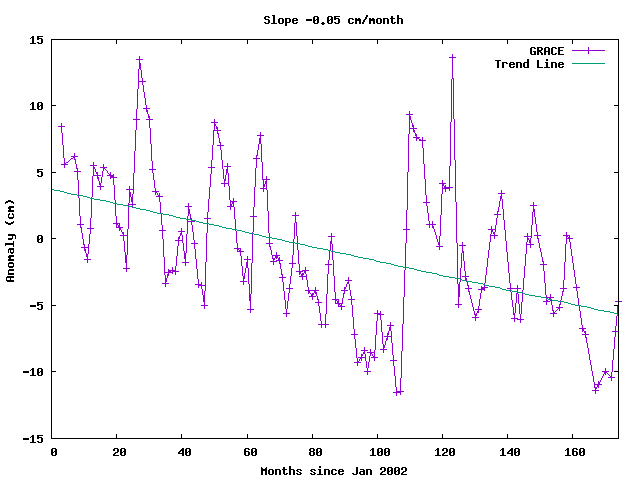 Slope -0.05 cm/month
GRACE
Trend Line
15
10
5
0
-5
-10
-15
Anomaly (cm)
0 20 40 60 80 100 120 140 160
Months since Jan 2002